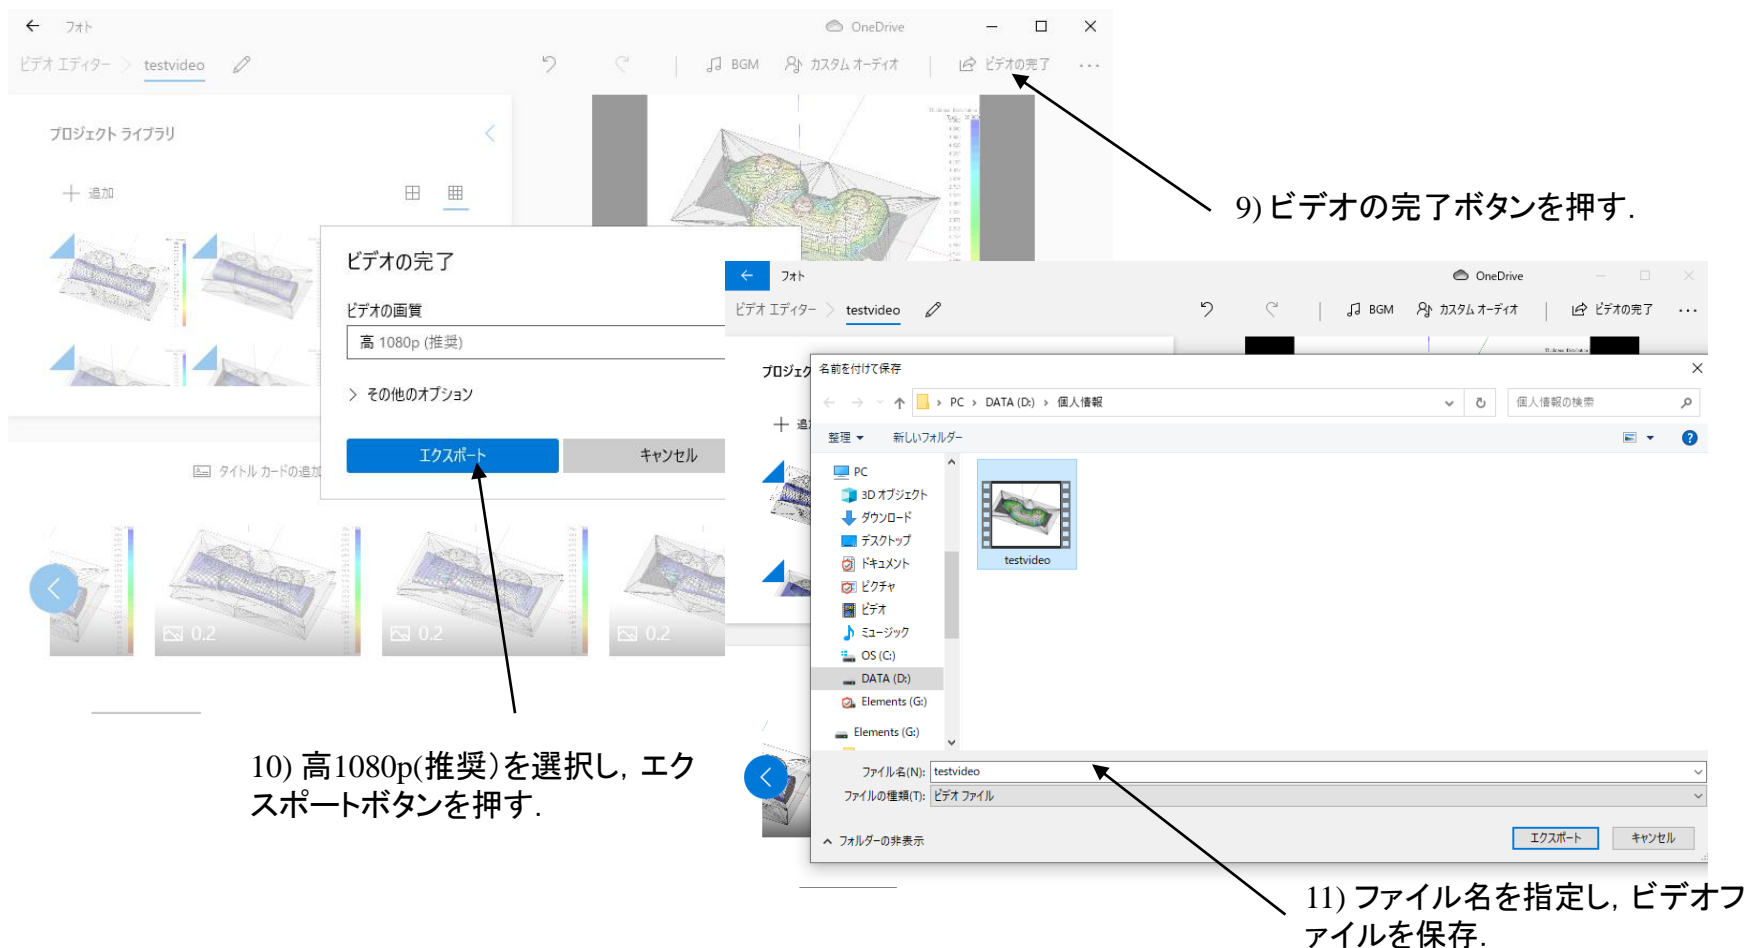 フォト
OneDrive
ビデオ エディター > testvideo
BGM
カスタム オーディオ
ビデオの完了
プロジェクト ライブラリ
追加
9) ビデオの完了ボタンを押す.
ビデオの完了
ビデオの画質
高 1080p (推奨)
その他のオプション
エクスポート
キャンセル
タイトル カードの追加
0.2
0.2
0.2
10) 高1080p(推奨）を選択し, エク
スポートボタンを押す.
フォト
OneDrive
ビデオ エディター > testvideo
BGM
カスタム オーディオ
ビデオの完了
プロジェク
名前を付けて保存
PC > DATA (D:) > 個人情報
個人情報の検索
整理
新しいフォルダー
PC
3D オブジェクト
ダウンロード
デスクトップ
ドキュメント
ピクチャ
ビデオ
ミュージック
OS (C:)
DATA (D:)
Elements (G:)
Elements (G:)
testvideo
ファイル名(N): testvideo
ファイルの種類(T): ビデオ ファイル
フォルダーの非表示
エクスポート
キャンセル
11) ファイル名を指定し, ビデオフ
ァイルを保存.